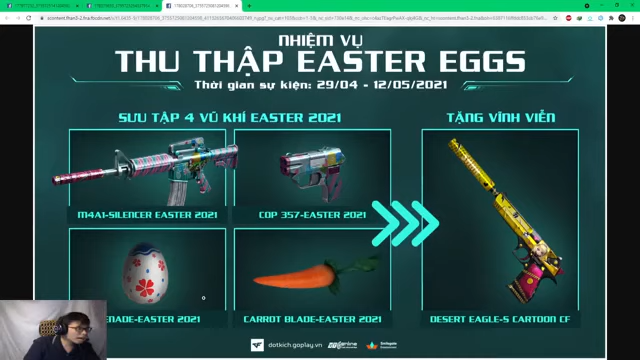 NHIỆM VỤ
THU THẬP EASTER EGGS
Thời gian sự kiện: 29/04 - 12/05/2021
SƯU TẬP 4 VŨ KHÍ EASTER 2021
TẶNG VĨNH VIỄN
M4A1-SILENCER EASTER 2021
COP 357-EASTER 2021
ENADE-EASTER 2021
CARROT BLADE-EASTER 2021
DESERT EAGLE-S CARTOON CF
dotkich.goplay.vn